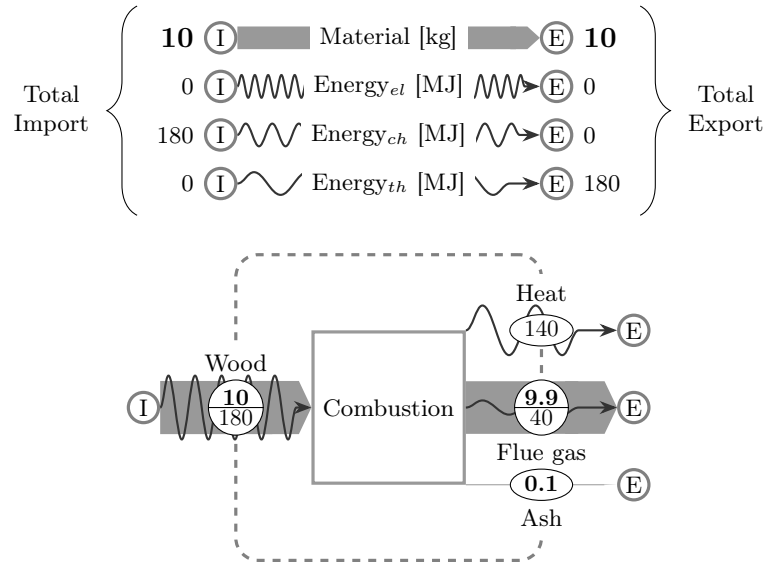 10 I Material [kg] E 10
0 I Energy_el [MJ] E 0
Total Import
Total Export
180 I Energy_ch [MJ] E 0
0 I Energy_th [MJ] E 180
Heat
140 E
Wood
I 10 180
Combustion
9.9 40 E
Flue gas
0.1 E
Ash